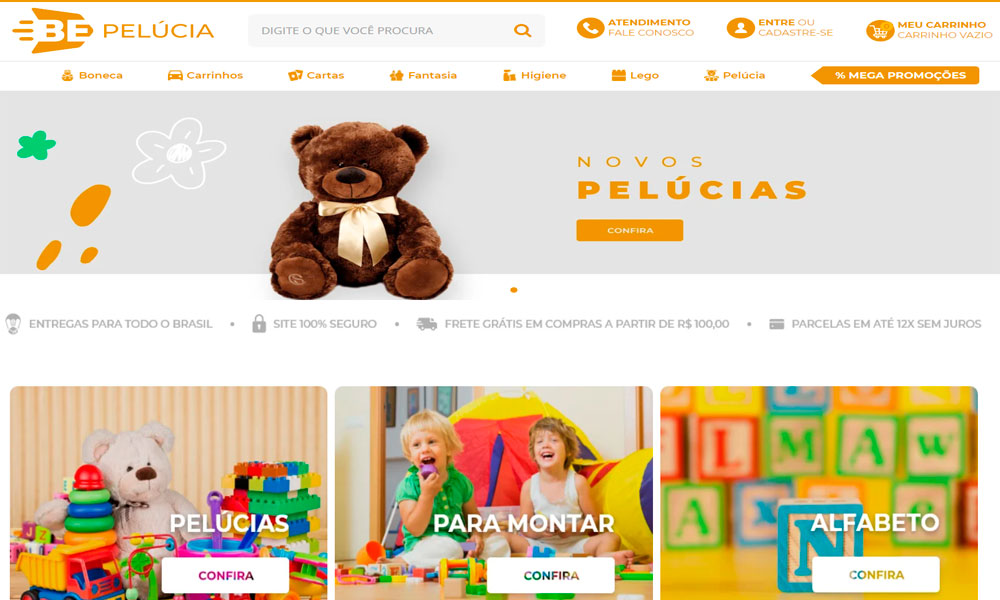 BE PELÚCIA
DIGITE O QUE VOCÊ PROCURA
ATENDIMENTO
FALE CONOSCO
ENTRE OU
CADASTRE-SE
MEU CARRINHO
CARRINHO VAZIO
Boneca
Carrinhos
Cartas
Fantasia
Higiene
Lego
Pelúcia
% MEGA PROMOÇÕES
NOVOS
PELÚCIAS
CONFIRA
ENTREGAS PARA TODO O BRASIL • SITE 100% SEGURO • FRETE GRÁTIS EM COMPRAS A PARTIR DE R$ 100,00 • PARCELAS EM ATÉ 12X SEM JUROS
PELÚCIAS
CONFIRA
PARA MONTAR
CONFIRA
L M A W
A X
N
ALFABETO
CONFIRA